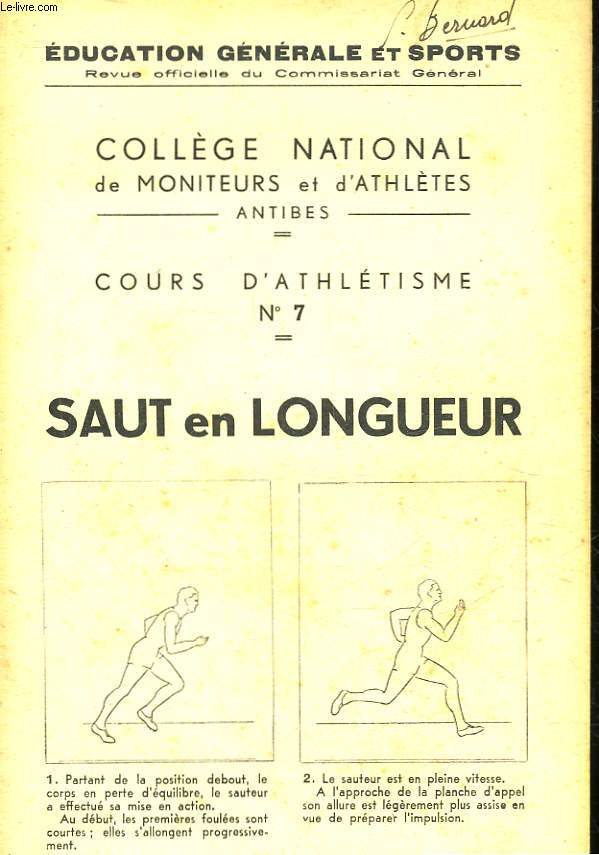 Le-livre.com
S. Bernard
ÉDUCATION GÉNÉRALE ET SPORTS
Revue officielle du Commissariat Général
COLLÈGE NATIONAL
de MONITEURS et d'ATHLÈTES
ANTIBES
COURS D'ATHLÉTISME
N° 7
SAUT en LONGUEUR
1. Partant de la position debout, le
corps en perte d'équilibre, le sauteur
a effectué sa mise en action.
Au début, les premières foulées sont
courtes ; elles s'allongent progressive-
ment.
2. Le sauteur est en pleine vitesse.
A l'approche de la planche d'appel
son allure est légèrement plus assise en
vue de préparer l'impulsion.